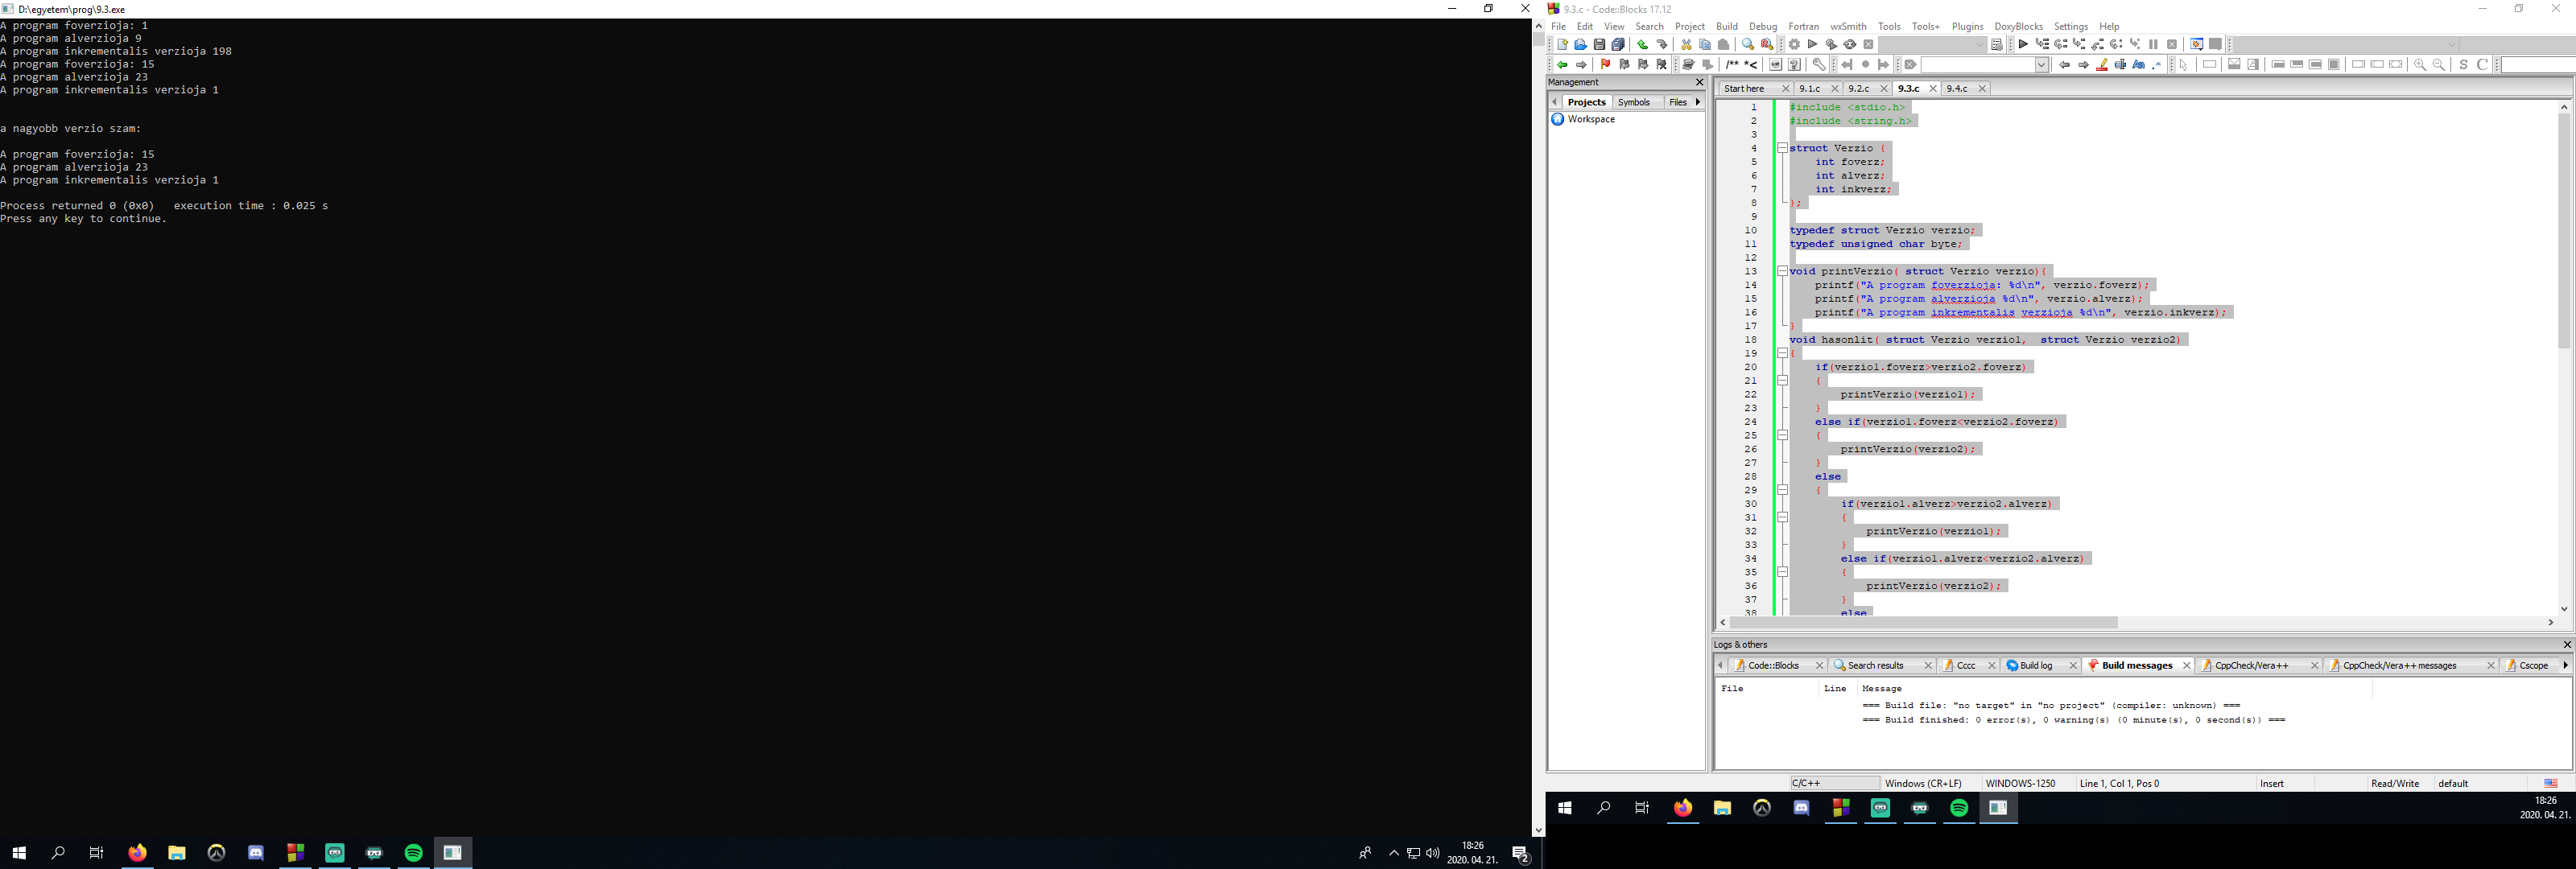 D:\egyetem\prog\9.3.exe
A program foverzioja: 1
A program alverzioja 9
A program inkrementalis verzioja 198
A program foverzioja: 15
A program alverzioja 23
A program inkrementalis verzioja 1
a nagyobb verzio szam:
A program foverzioja: 15
A program alverzioja 23
A program inkrementalis verzioja 1
Process returned 0 (0x0)   execution time : 0.025 s
Press any key to continue.
18:26
2020. 04. 21.
2
9.3.c - Code::Blocks 17.12
File Edit View Search Project Build Debug Fortran wxSmith Tools Tools+ Plugins DoxyBlocks Settings Help
/** *<
S C
Management
Projects Symbols Files
Workspace
Start here 9.1.c 9.2.c 9.3.c 9.4.c
1 #include <stdio.h>
2 #include <string.h>
3
4 struct Verzio {
5 int foverz;
6 int alverz;
7 int inkverz;
8 };
9
10 typedef struct Verzio verzio;
11 typedef unsigned char byte;
12
13 void printVerzio( struct Verzio verzio){
14 printf("A program foverzioja: %d\n", verzio.foverz);
15 printf("A program alverzioja %d\n", verzio.alverz);
16 printf("A program inkrementalis verzioja %d\n", verzio.inkverz);
17 }
18 void hasonlit( struct Verzio verzio1,  struct Verzio verzio2)
19 {
20 if(verzio1.foverz>verzio2.foverz)
21 {
22 printVerzio(verzio1);
23 }
24 else if(verzio1.foverz<verzio2.foverz)
25 {
26 printVerzio(verzio2);
27 }
28 else
29 {
30 if(verzio1.alverz>verzio2.alverz)
31 {
32 printVerzio(verzio1);
33 }
34 else if(verzio1.alverz<verzio2.alverz)
35 {
36 printVerzio(verzio2);
37 }
38 else
Logs & others
Code::Blocks Search results Cccc Build log Build messages CppCheck/Vera++ CppCheck/Vera++ messages Cscope
File Line Message
=== Build file: "no target" in "no project" (compiler: unknown) ===
=== Build finished: 0 error(s), 0 warning(s) (0 minute(s), 0 second(s)) ===
C/C++ Windows (CR+LF) WINDOWS-1250 Line 1, Col 1, Pos 0 Insert Read/Write default
18:26
2020. 04. 21.